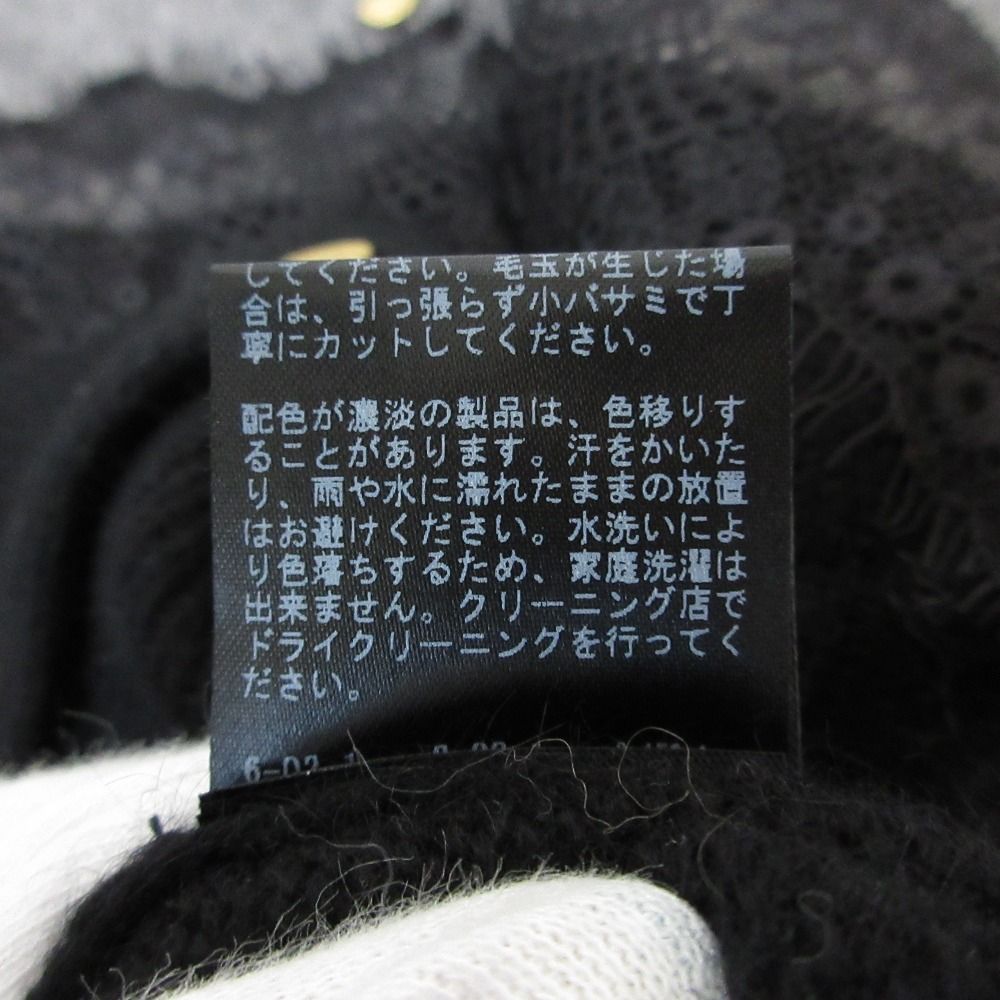 してください。毛玉が生じた場
合は、引っ張らず小バサミで丁
寧にカットしてください。
配色が濃淡の製品は、色移りす
ることがあります。汗をかいた
り、雨や水に濡れたままの放置
はお避けください。水洗いによ
り色落ちするため、家庭洗濯は
出来ません。クリーニング店で
ドライクリーニングを行ってく
ださい。